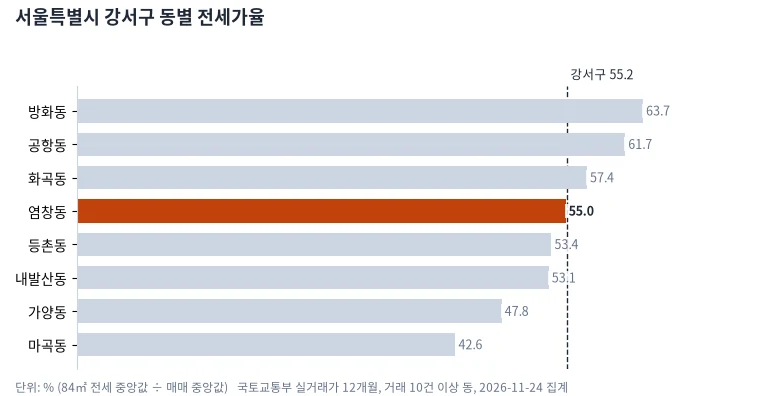 서울특별시 강서구 동별 전세가율
강서구 55.2
방화동 63.7
공항동 61.7
화곡동 57.4
염창동 55.0
등촌동 53.4
내발산동 53.1
가양동 47.8
마곡동 42.6
단위: % (84㎡ 전세 중앙값 ÷ 매매 중앙값) 국토교통부 실거래가 12개월, 거래 10건 이상 동, 2026-11-24 집계